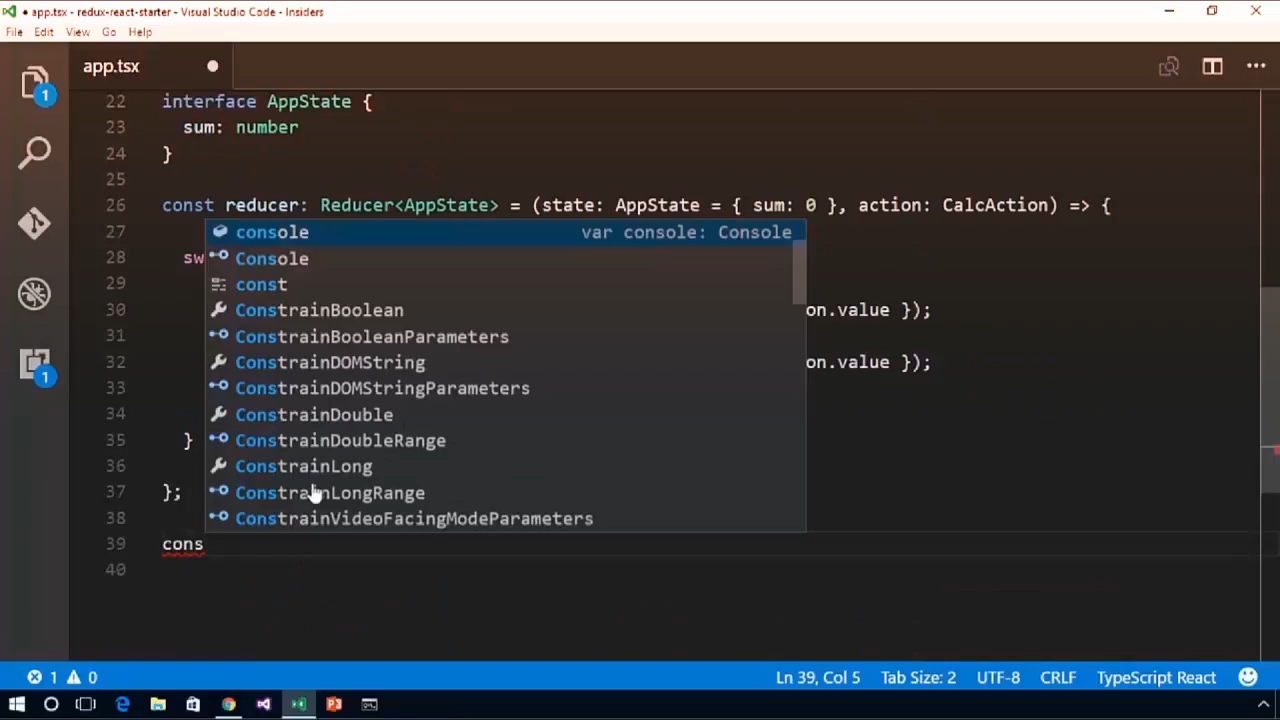 ● app.tsx - redux-react-starter - Visual Studio Code - Insiders
File Edit View Go Help
app.tsx
1
1
22 interface AppState {
23 sum: number
24 }
25
26 const reducer: Reducer<AppState> = (state: AppState = { sum: 0 }, action: CalcAction) => {
27 console var console: Console
28 sw Console
29 const
30 ConstrainBoolean on.value });
31 ConstrainBooleanParameters
32 ConstrainDOMString on.value });
33 ConstrainDOMStringParameters
34 ConstrainDouble
35 } ConstrainDoubleRange
36 ConstrainLong
37 }; ConstrainLongRange
38 ConstrainVideoFacingModeParameters
39 cons
40
1 0 Ln 39, Col 5 Tab Size: 2 UTF-8 CRLF TypeScript React